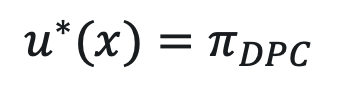 u*(x) = π_DPC